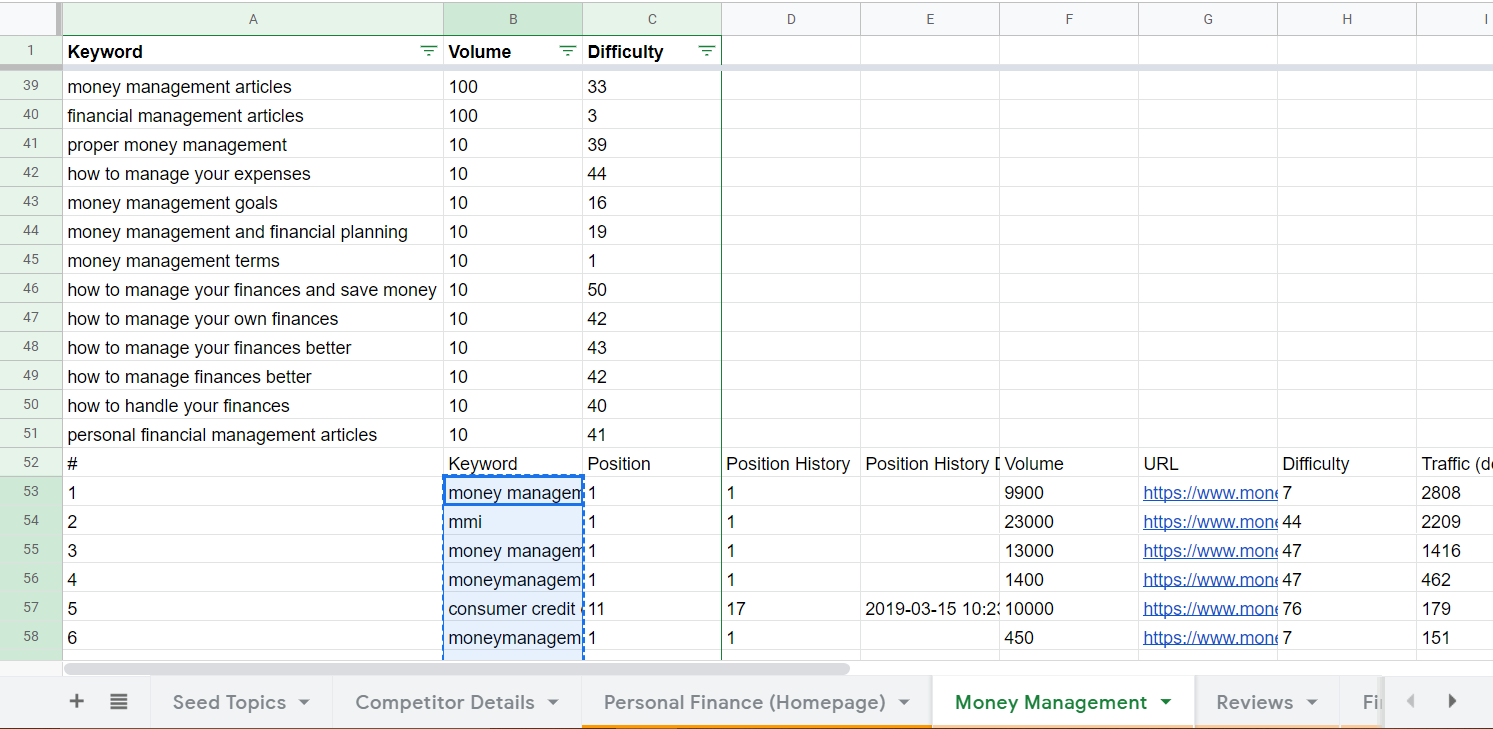 A B C D E F G H I
1 Keyword Volume Difficulty
39 money management articles 100 33
40 financial management articles 100 3
41 proper money management 10 39
42 how to manage your expenses 10 44
43 money management goals 10 16
44 money management and financial planning 10 19
45 money management terms 10 1
46 how to manage your finances and save money 10 50
47 how to manage your own finances 10 42
48 how to manage your finances better 10 43
49 how to manage finances better 10 42
50 how to handle your finances 10 40
51 personal financial management articles 10 41
52 # Keyword Position Position History Position History D Volume URL Difficulty Traffic (de
53 1 money managem 1 1 9900 https://www.mone 7 2808
54 2 mmi 1 1 23000 https://www.mone 44 2209
55 3 money managem 1 1 13000 https://www.mone 47 1416
56 4 moneymanagem 1 1 1400 https://www.mone 47 462
57 5 consumer credit 11 17 2019-03-15 10:23 10000 https://www.mone 76 179
58 6 moneymanagem 1 1 450 https://www.mone 7 151
+ Seed Topics Competitor Details Personal Finance (Homepage) Money Management Reviews Fi